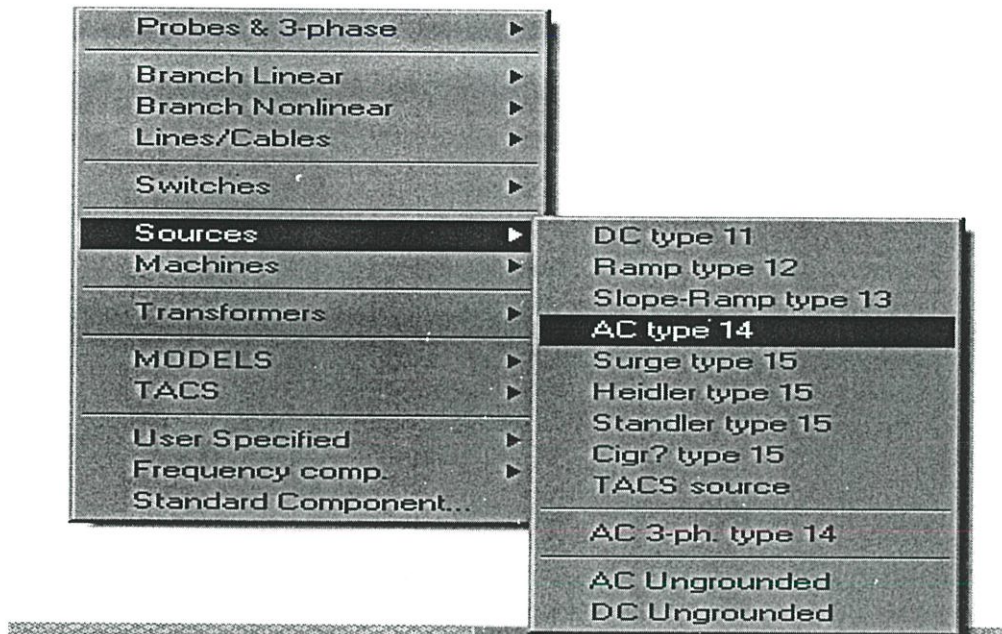 Probes & 3-phase
Branch Linear
Branch Nonlinear
Lines/Cables
Switches
Sources
Machines
Transformers
MODELS
TACS
User Specified
Frequency comp.
Standard Component...
DC type 11
Ramp type 12
Slope-Ramp type 13
AC type 14
Surge type 15
Heidler type 15
Standler type 15
Cigr? type 15
TACS source
AC 3-ph. type 14
AC Ungrounded
DC Ungrounded